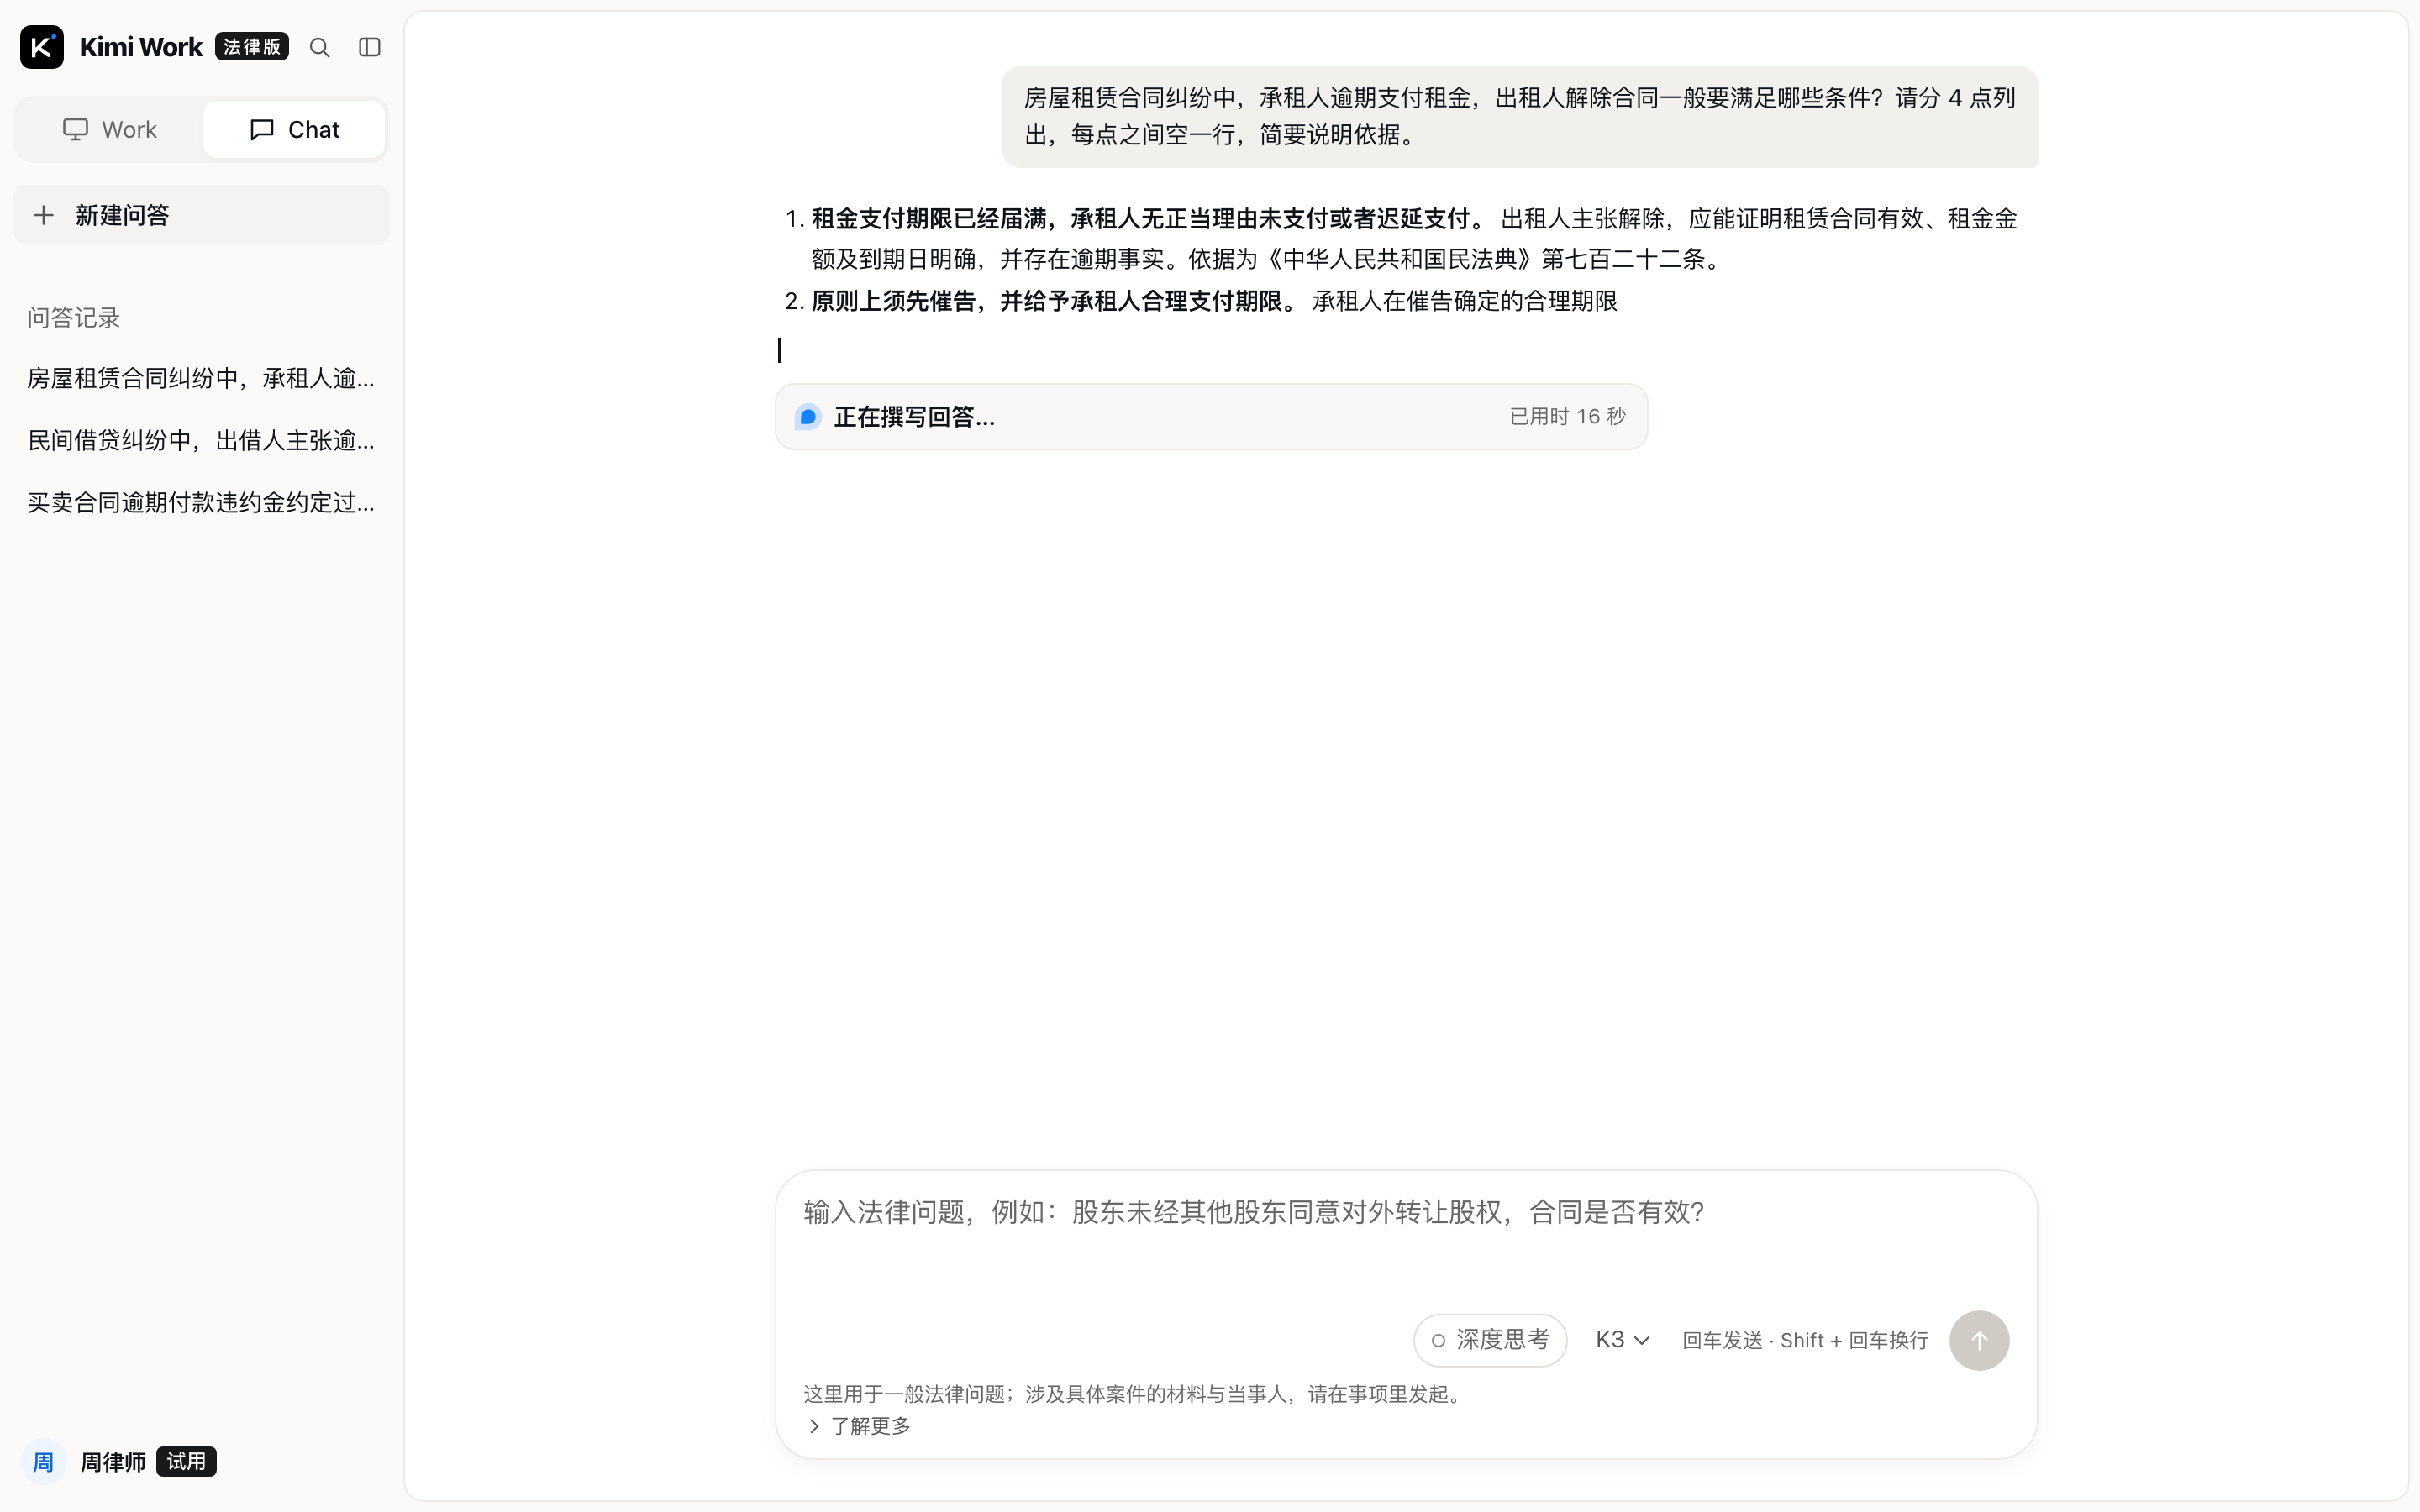 Kimi Work 法律版
Work
Chat
新建问答
问答记录
房屋租赁合同纠纷中，承租人逾...
民间借贷纠纷中，出借人主张逾...
买卖合同逾期付款违约金约定过...
周 周律师 试用
房屋租赁合同纠纷中，承租人逾期支付租金，出租人解除合同一般要满足哪些条件？请分 4 点列
出，每点之间空一行，简要说明依据。
1. 租金支付期限已经届满，承租人无正当理由未支付或者迟延支付。 出租人主张解除，应能证明租赁合同有效、租金金
额及到期日明确，并存在逾期事实。依据为《中华人民共和国民法典》第七百二十二条。
2. 原则上须先催告，并给予承租人合理支付期限。 承租人在催告确定的合理期限
正在撰写回答... 已用时 16 秒
输入法律问题，例如：股东未经其他股东同意对外转让股权，合同是否有效？
深度思考 K3 回车发送 · Shift + 回车换行
这里用于一般法律问题；涉及具体案件的材料与当事人，请在事项里发起。
了解更多